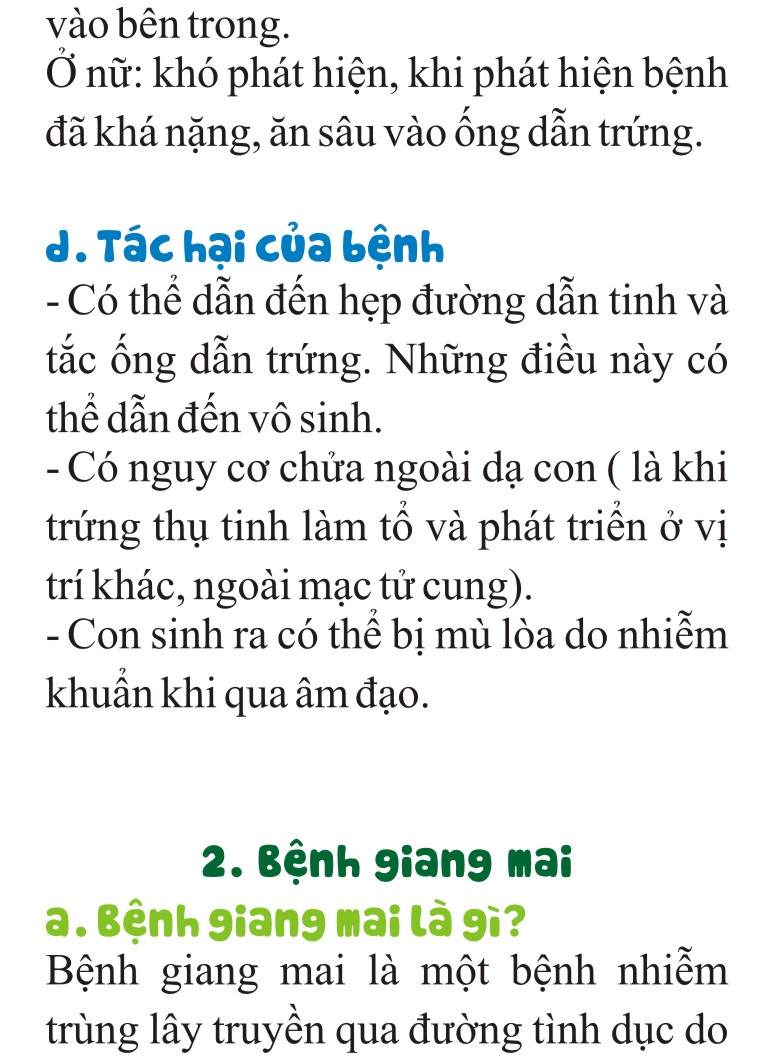 vào bên trong.
Ở nữ: khó phát hiện, khi phát hiện bệnh
đã khá nặng, ăn sâu vào ống dẫn trứng.
d. Tác hại của bệnh
- Có thể dẫn đến hẹp đường dẫn tinh và
tắc ống dẫn trứng. Những điều này có
thể dẫn đến vô sinh.
- Có nguy cơ chửa ngoài dạ con ( là khi
trứng thụ tinh làm tổ và phát triển ở vị
trí khác, ngoài mạc tử cung).
- Con sinh ra có thể bị mù lòa do nhiễm
khuẩn khi qua âm đạo.
2. Bệnh giang mai
a. Bệnh giang mai là gì?
Bệnh giang mai là một bệnh nhiễm
trùng lây truyền qua đường tình dục do